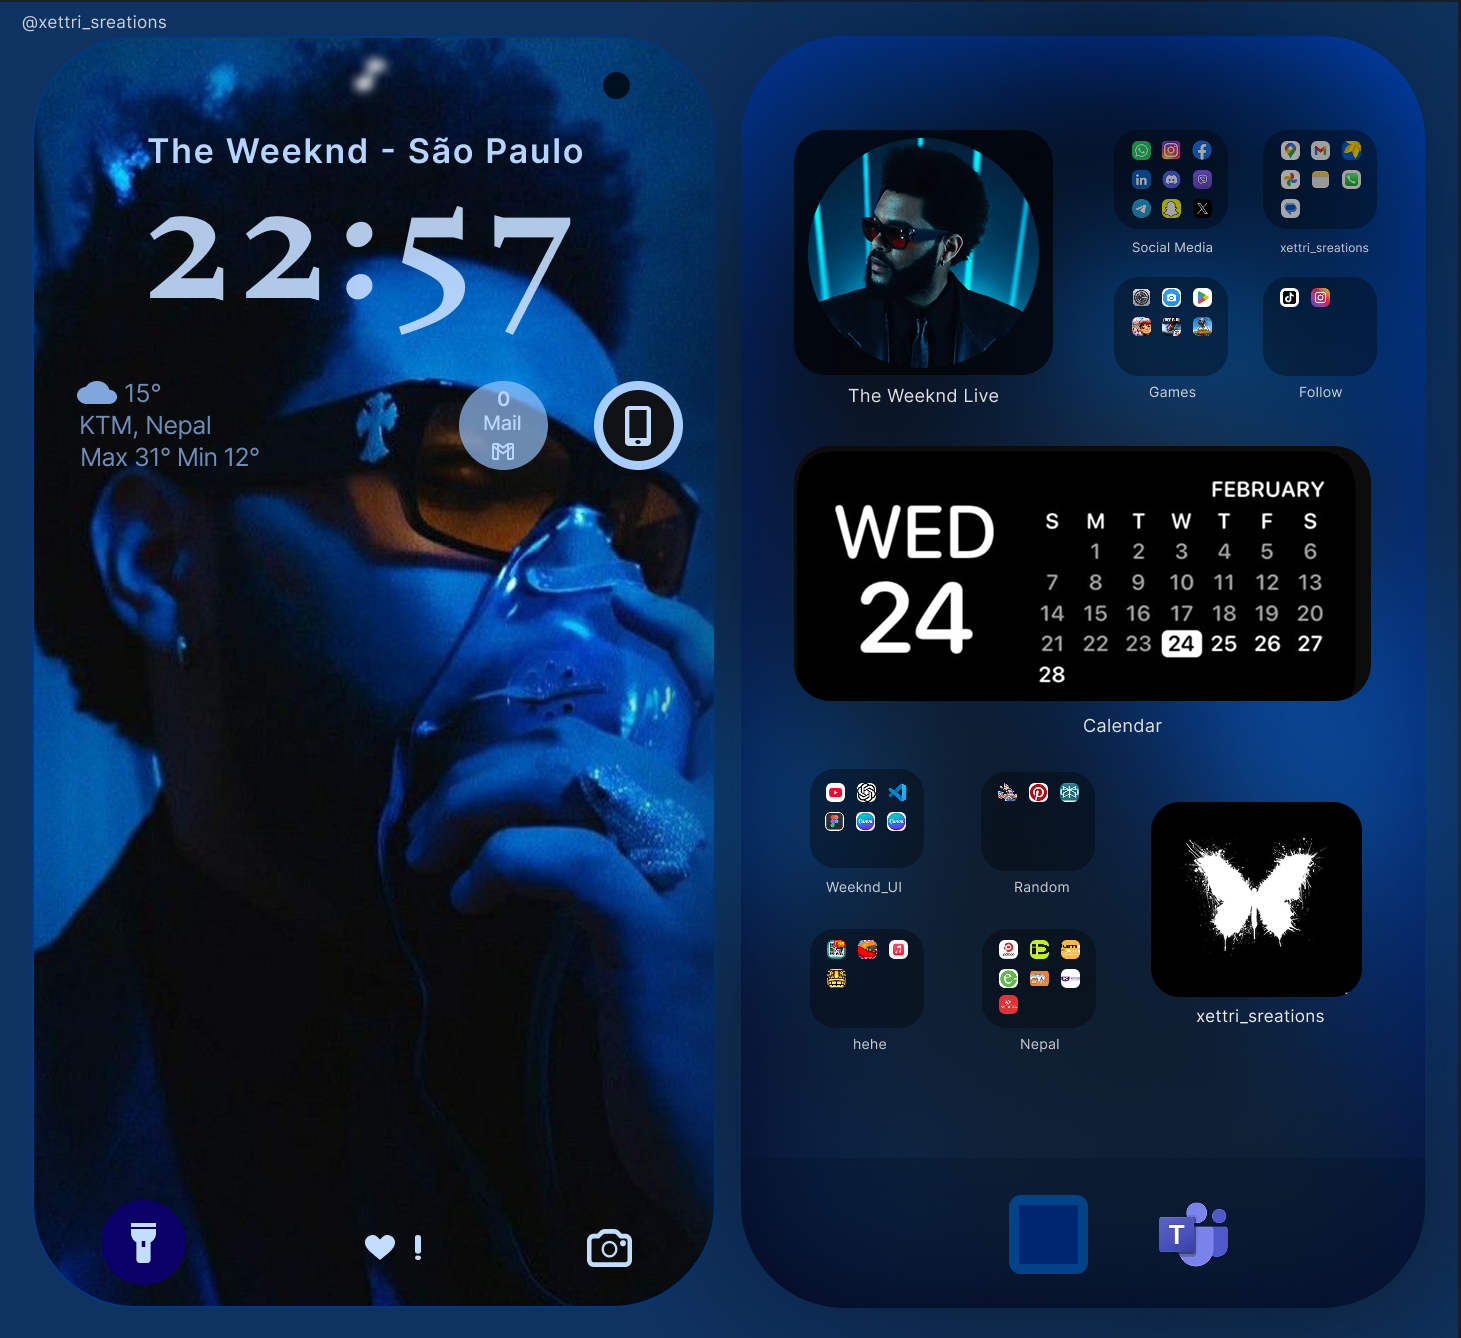 @xettri_sreations
The Weeknd - São Paulo
22:57
15°
KTM, Nepal
Max 31° Min 12°
0
Mail
The Weeknd Live
Social Media
xettri_sreations
Games
Follow
WED
24
FEBRUARY
S M T W T F S
1 2 3 4 5 6
7 8 9 10 11 12 13
14 15 16 17 18 19 20
21 22 23 24 25 26 27
28
Calendar
Weeknd_UI
Random
hehe
Nepal
xettri_sreations
T